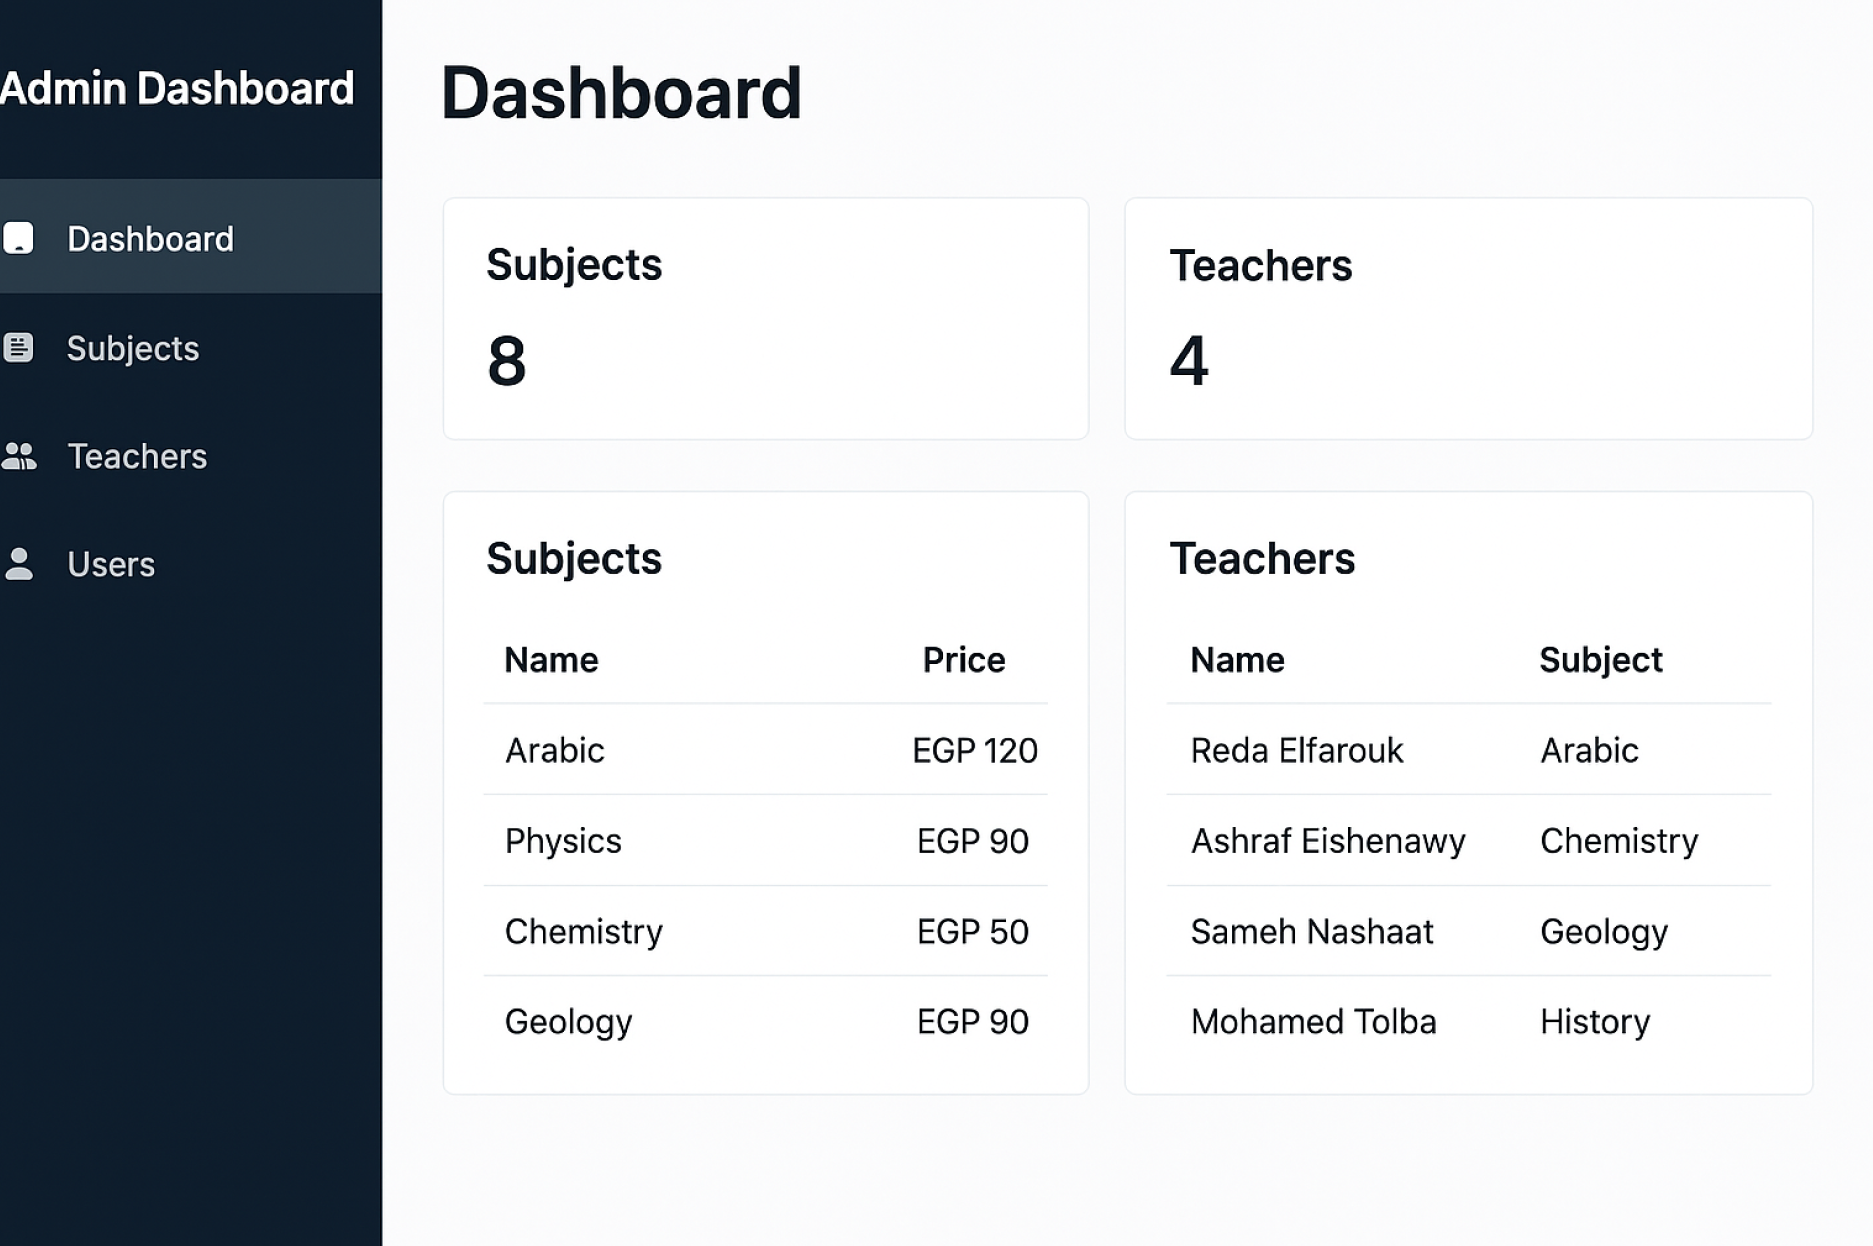 Admin Dashboard
Dashboard
Subjects
Teachers
Users
Dashboard
Subjects
8
Teachers
4
Subjects
Name Price
Arabic EGP 120
Physics EGP 90
Chemistry EGP 50
Geology EGP 90
Teachers
Name Subject
Reda Elfarouk Arabic
Ashraf Eishenawy Chemistry
Sameh Nashaat Geology
Mohamed Tolba History